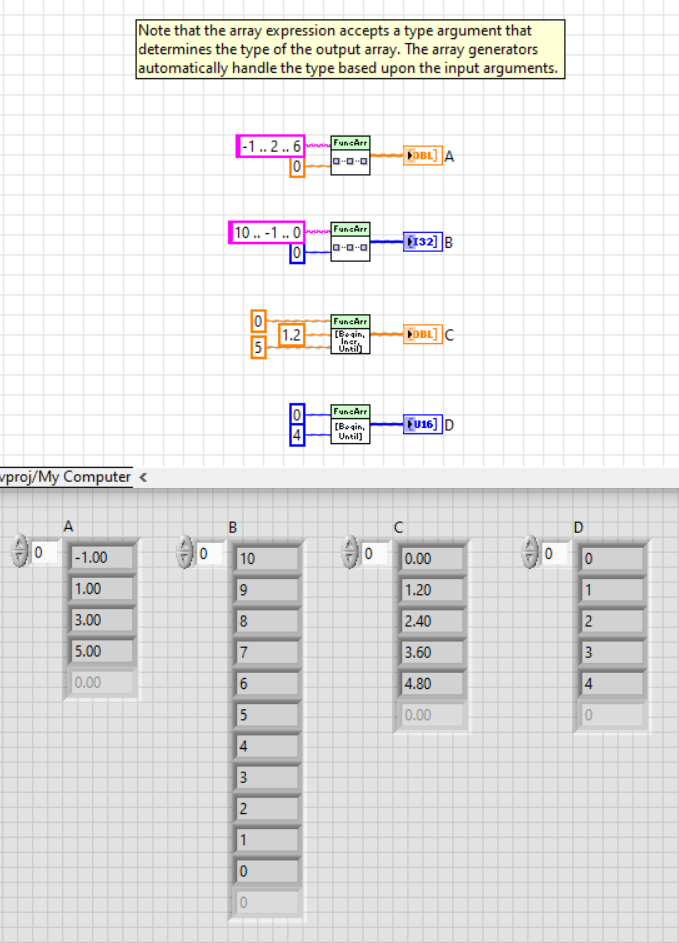 Note that the array expression accepts a type argument that
determines the type of the output array. The array generators
automatically handle the type based upon the input arguments.
-1 .. 2 .. 6
0
FuncArr
DBL]
A
10 .. -1 .. 0
0
FuncArr
I32]
B
0
1.2
5
FuncArr
[Begin,
Incr,
Until]
DBL]
C
0
4
FuncArr
[Begin,
Until]
U16]
D
vproj/My Computer <
A
0
-1.00
1.00
3.00
5.00
0.00
B
0
10
9
8
7
6
5
4
3
2
1
0
0
C
0
0.00
1.20
2.40
3.60
4.80
0.00
D
0
0
1
2
3
4
0